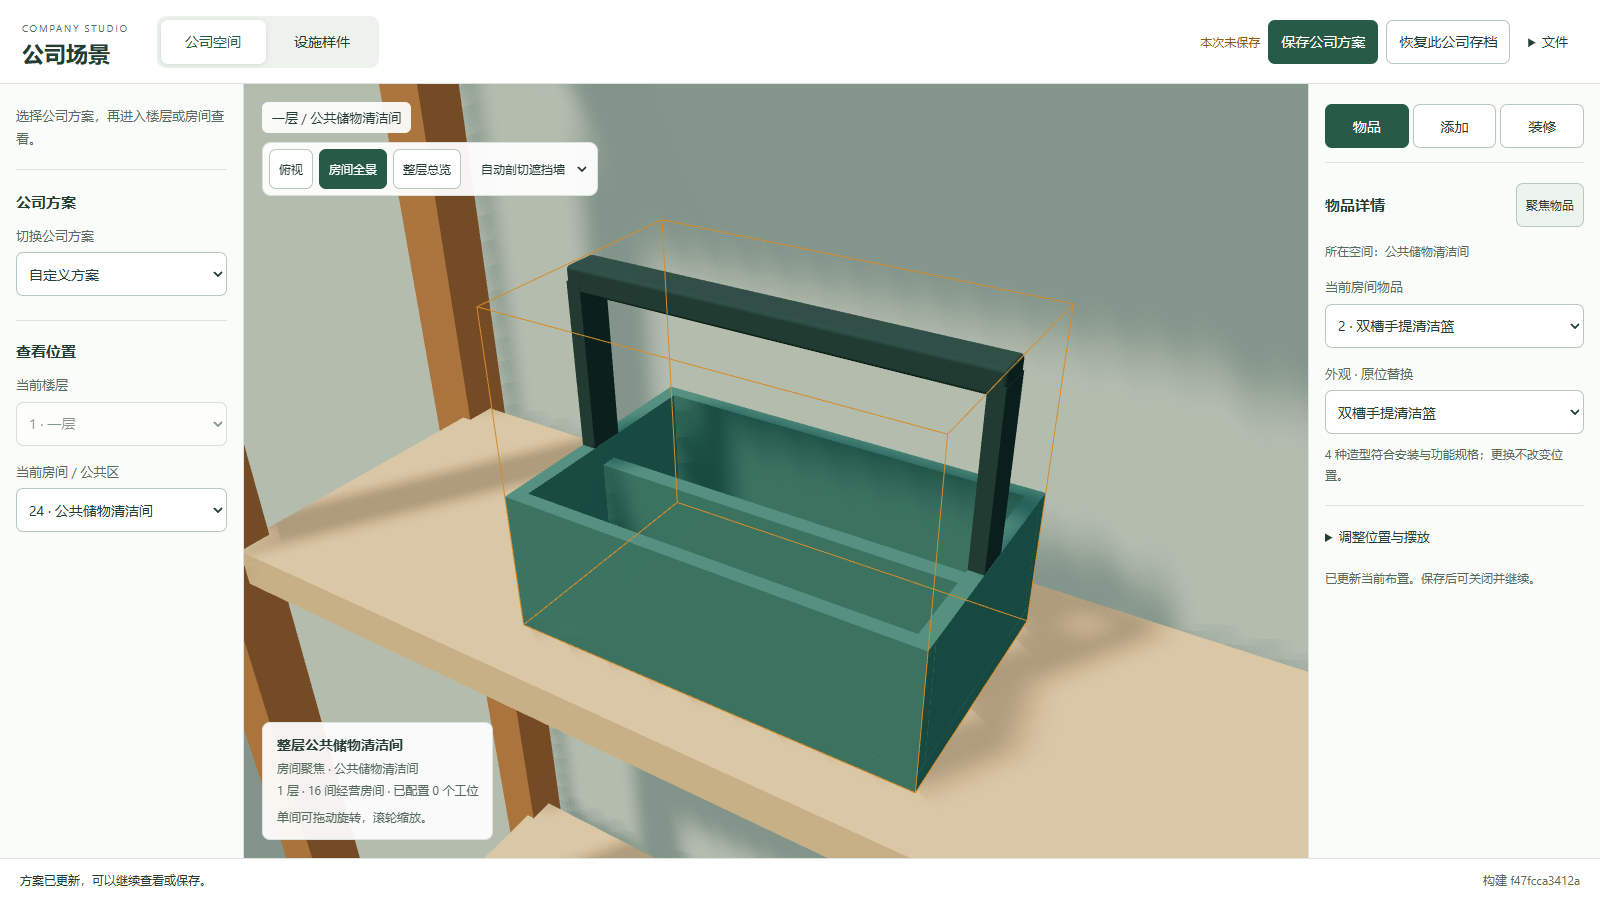 COMPANY STUDIO
公司场景
公司空间
设施样件
本次未保存
保存公司方案
恢复此公司存档
文件
选择公司方案，再进入楼层或房间查看。
公司方案
切换公司方案
自定义方案
查看位置
当前楼层
1 · 一层
当前房间 / 公共区
24 · 公共储物清洁间
一层 / 公共储物清洁间
俯视
房间全景
整层总览
自动剖切遮挡墙
整层公共储物清洁间
房间聚焦 · 公共储物清洁间
1 层 · 16 间经营房间 · 已配置 0 个工位
单间可拖动旋转，滚轮缩放。
物品
添加
装修
物品详情
聚焦物品
所在空间：公共储物清洁间
当前房间物品
2 · 双槽手提清洁篮
外观 · 原位替换
双槽手提清洁篮
4 种造型符合安装与功能规格；更换不改变位置。
调整位置与摆放
已更新当前布置。保存后可关闭并继续。
方案已更新，可以继续查看或保存。
构建 f47fcca3412a